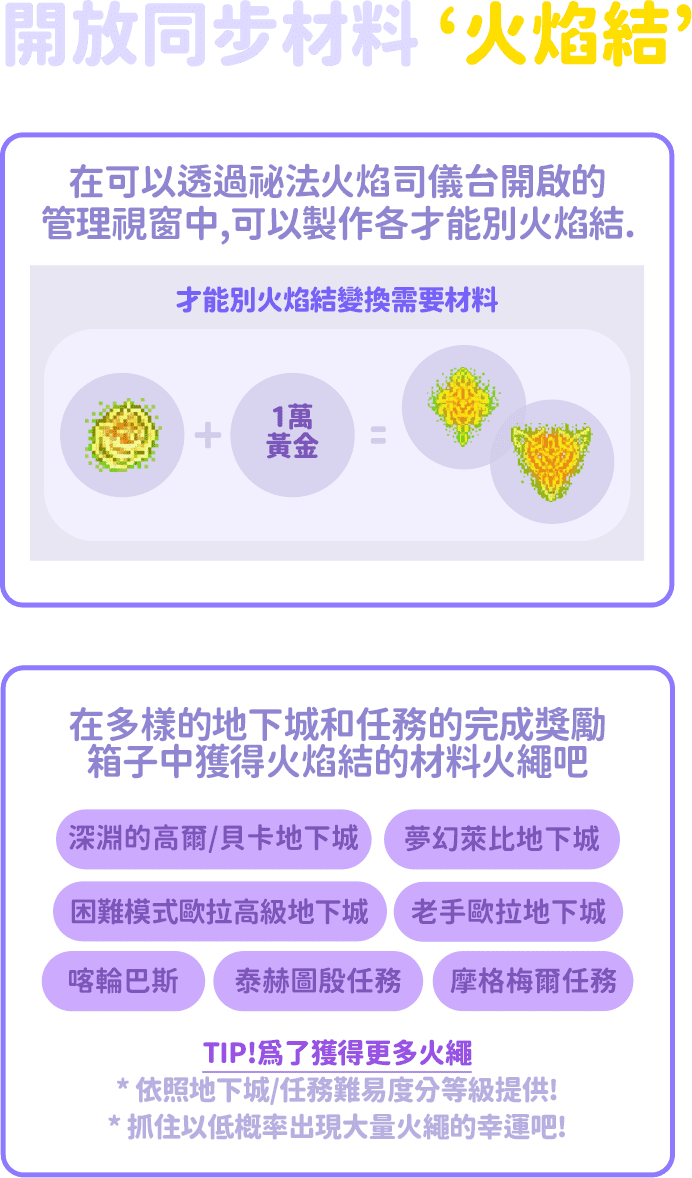 開放同步材料 ‘火焰結’
在可以透過祕法火焰司儀台開啟的
管理視窗中,可以製作各才能別火焰結.
才能別火焰結變換需要材料
+
1萬
黃金
=
在多樣的地下城和任務的完成獎勵
箱子中獲得火焰結的材料火繩吧
深淵的高爾/貝卡地下城
夢幻萊比地下城
困難模式歐拉高級地下城
老手歐拉地下城
喀輪巴斯
泰赫圖殷任務
摩格梅爾任務
TIP!爲了獲得更多火繩
* 依照地下城/任務難易度分等級提供!
* 抓住以低概率出現大量火繩的幸運吧!